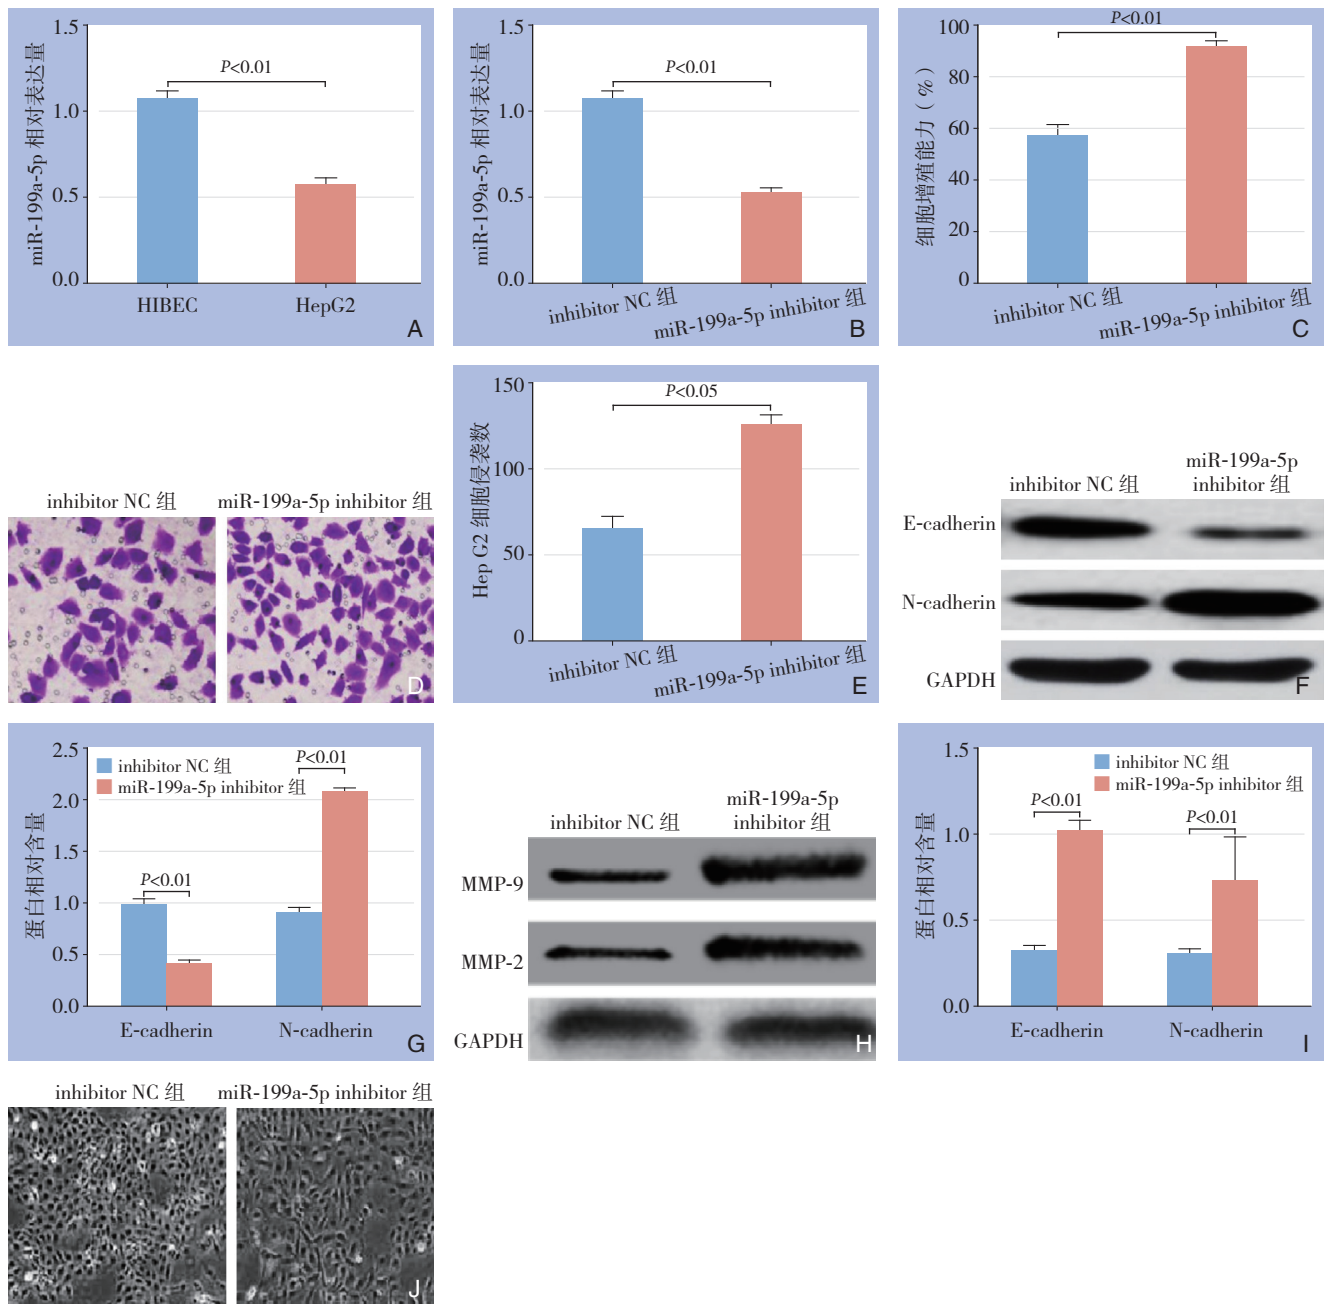 1.5
1.0
0.5
0.0
miR-199a-5p 相对表达量
P<0.01
HIBEC
HepG2
A
1.5
1.0
0.5
0.0
miR-199a-5p 相对表达量
P<0.01
inhibitor NC 组
miR-199a-5p inhibitor 组
B
100
80
60
40
20
0
细胞增殖能力（%）
P<0.01
inhibitor NC 组
miR-199a-5p inhibitor 组
C
inhibitor NC 组
miR-199a-5p inhibitor 组
D
150
100
50
0
Hep G2 细胞侵袭数
P<0.05
inhibitor NC 组
miR-199a-5p inhibitor 组
E
inhibitor NC 组
miR-199a-5p
inhibitor 组
E-cadherin
N-cadherin
GAPDH
F
2.5
2.0
1.5
1.0
0.5
0.0
蛋白相对含量
inhibitor NC 组
miR-199a-5p inhibitor 组
P<0.01
P<0.01
E-cadherin
N-cadherin
G
inhibitor NC 组
miR-199a-5p
inhibitor 组
MMP-9
MMP-2
GAPDH
H
1.5
1.0
0.5
0.0
蛋白相对含量
inhibitor NC 组
miR-199a-5p inhibitor 组
P<0.01
P<0.01
E-cadherin
N-cadherin
I
inhibitor NC 组
miR-199a-5p inhibitor 组
J